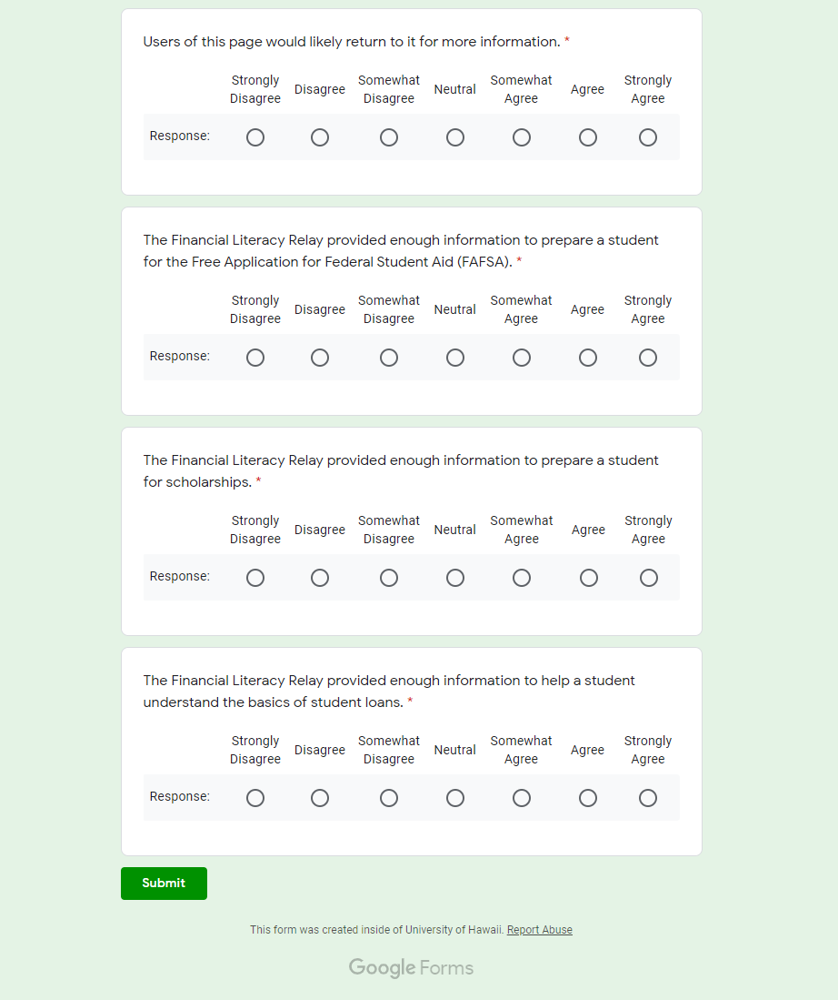 Users of this page would likely return to it for more information. *
Strongly Disagree Disagree Somewhat Disagree Neutral Somewhat Agree Agree Strongly Agree
Response:
The Financial Literacy Relay provided enough information to prepare a student
for the Free Application for Federal Student Aid (FAFSA). *
Strongly Disagree Disagree Somewhat Disagree Neutral Somewhat Agree Agree Strongly Agree
Response:
The Financial Literacy Relay provided enough information to prepare a student
for scholarships. *
Strongly Disagree Disagree Somewhat Disagree Neutral Somewhat Agree Agree Strongly Agree
Response:
The Financial Literacy Relay provided enough information to help a student
understand the basics of student loans. *
Strongly Disagree Disagree Somewhat Disagree Neutral Somewhat Agree Agree Strongly Agree
Response:
Submit
This form was created inside of University of Hawaii. Report Abuse
Google Forms